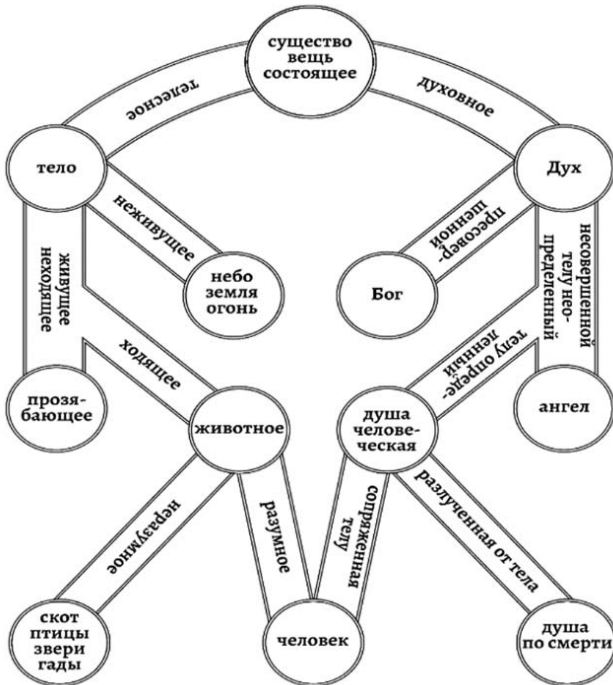 существо
вещь
состоящее
телесное
духовное
тело
Дух
неживущее
пресовер-
шенной
живущее
неходящее
несовершенной
телу нео-
пределенный
небо
земля
огонь
Бог
ходящее
телу опреде-
ленный
прозя-
бающее
животное
душа
челове-
ческая
ангел
неразумное
разумное
сопряженная
телу
разлученная от тела
скот
птицы
звери
гады
человек
душа
по смерти